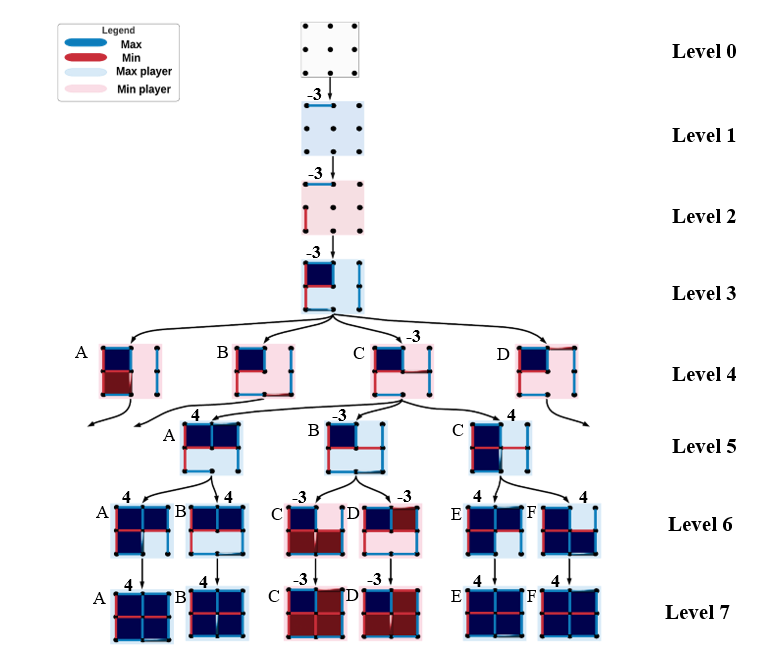 Legend
Max
Min
Max player
Min player
Level 0
-3
Level 1
-3
Level 2
-3
Level 3
A
B
C
-3
D
Level 4
A
4
B
-3
C
4
Level 5
A
4
B
4
C
-3
D
-3
E
4
F
4
Level 6
A
4
B
4
C
-3
D
-3
E
4
F
4
Level 7